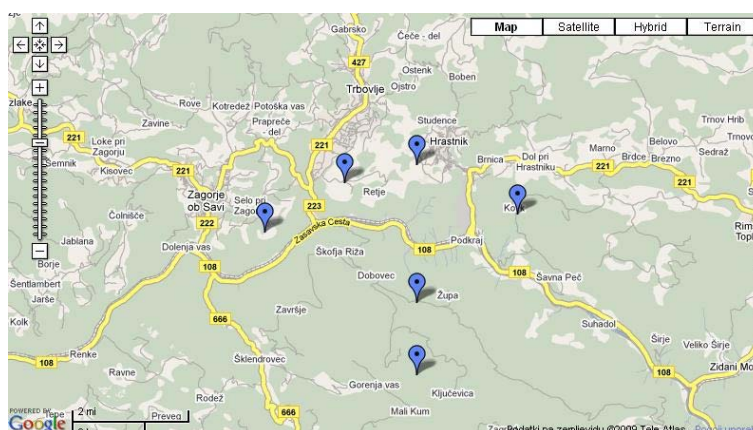 Gabrsko
Čeče - del
Map Satellite Hybrid Terrain
427
Ostenk
Ojstro
Boben
Trbovlje
Rove
Kotredež
Potoška vas
Prapreče - del
Studence
Hrastnik
Trnov Hrib
Zavine
221
221
Loke pri Zagorju
Semnik
Kisovec
221
Brnica
Dol pri Hrastniku
Marno
221
Brdce
Belovo
Brezno
Sedraž
221
Zagorje ob Savi
Selo pri
Retje
Čolnišče
222
223
Zasavska Cesta
Jablana
Dolenja vas
Škofja Riža
108
Podkraj
Borje
108
Dobovec
108
Šavna Peč
Šentlambert
Jarše
Župa
Kolk
Završje
666
Suhadol
Širje
Veliko Širje
Renke
108
Šklendrovec
108
Zidani Mo
Ravne
Gorenja vas
Rodež
Ključevica
666
Mali Kum
POWERED BY
Google
2 mi
Preveg
Podatki na zemljevidu ©2009 Tele Atlas